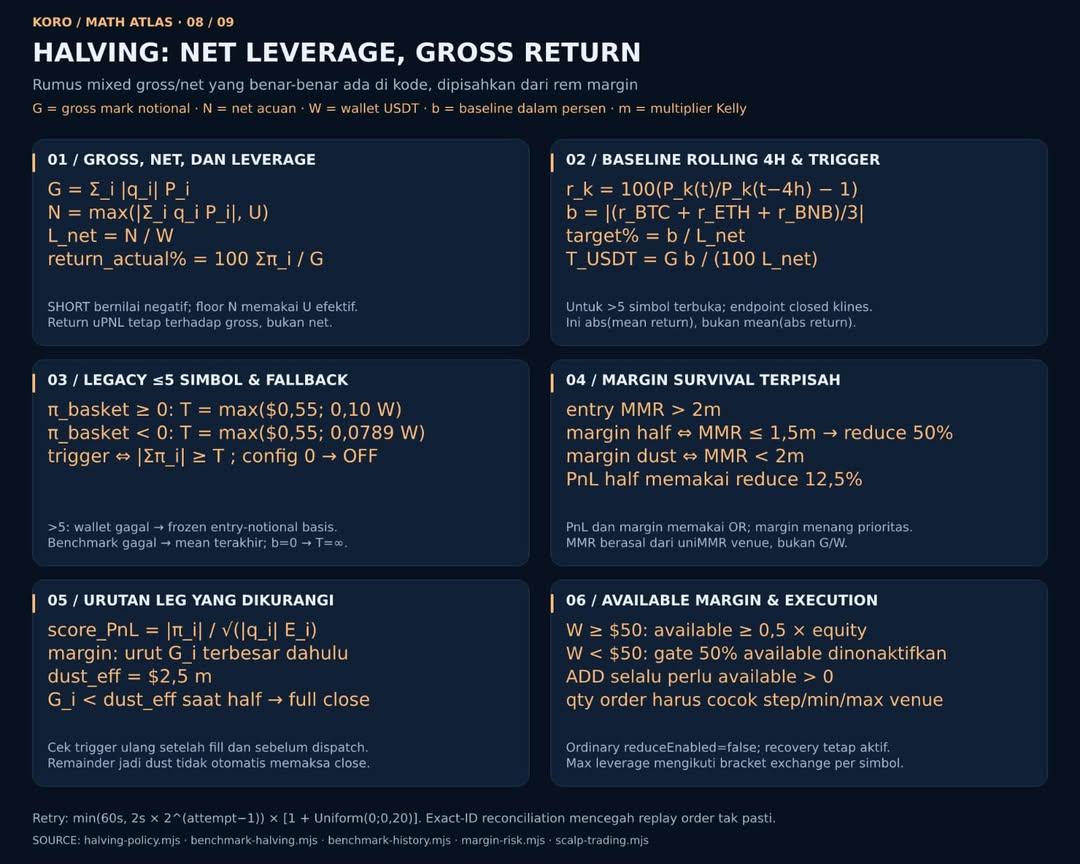 KORO / MATH ATLAS · 08 / 09
HALVING: NET LEVERAGE, GROSS RETURN
Rumus mixed gross/net yang benar-benar ada di kode, dipisahkan dari rem margin
G = gross mark notional · N = net acuan · W = wallet USDT · b = baseline dalam persen · m = multiplier Kelly
01 / GROSS, NET, DAN LEVERAGE
G = Σ_i |q_i| P_i
N = max(|Σ_i q_i P_i|, U)
L_net = N / W
return_actual% = 100 Σπ_i / G
SHORT bernilai negatif; floor N memakai U efektif.
Return uPNL tetap terhadap gross, bukan net.
02 / BASELINE ROLLING 4H & TRIGGER
r_k = 100(P_k(t)/P_k(t−4h) − 1)
b = |(r_BTC + r_ETH + r_BNB)/3|
target% = b / L_net
T_USDT = G b / (100 L_net)
Untuk >5 simbol terbuka; endpoint closed klines.
Ini abs(mean return), bukan mean(abs return).
03 / LEGACY ≤5 SIMBOL & FALLBACK
π_basket ≥ 0: T = max($0,55; 0,10 W)
π_basket < 0: T = max($0,55; 0,0789 W)
trigger ⇔ |Σπ_i| ≥ T ; config 0 → OFF
>5: wallet gagal → frozen entry-notional basis.
Benchmark gagal → mean terakhir; b=0 → T=∞.
04 / MARGIN SURVIVAL TERPISAH
entry MMR > 2m
margin half ⇔ MMR ≤ 1,5m → reduce 50%
margin dust ⇔ MMR < 2m
PnL half memakai reduce 12,5%
PnL dan margin memakai OR; margin menang prioritas.
MMR berasal dari uniMMR venue, bukan G/W.
05 / URUTAN LEG YANG DIKURANGI
score_PnL = |π_i| / √(|q_i| E_i)
margin: urut G_i terbesar dahulu
dust_eff = $2,5 m
G_i < dust_eff saat half → full close
Cek trigger ulang setelah fill dan sebelum dispatch.
Remainder jadi dust tidak otomatis memaksa close.
06 / AVAILABLE MARGIN & EXECUTION
W ≥ $50: available ≥ 0,5 × equity
W < $50: gate 50% available dinonaktifkan
ADD selalu perlu available > 0
qty order harus cocok step/min/max venue
Ordinary reduceEnabled=false; recovery tetap aktif.
Max leverage mengikuti bracket exchange per simbol.
Retry: min(60s, 2s × 2^(attempt−1)) × [1 + Uniform(0;0,20)]. Exact-ID reconciliation mencegah replay order tak pasti.
SOURCE: halving-policy.mjs · benchmark-halving.mjs · benchmark-history.mjs · margin-risk.mjs · scalp-trading.mjs